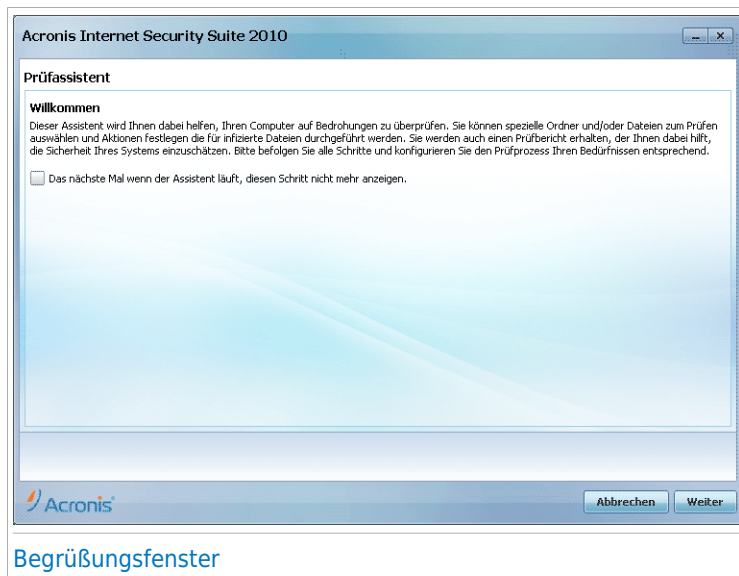 Acronis Internet Security Suite 2010
Prüfassistent
Willkommen
Dieser Assistent wird Ihnen dabei helfen, Ihren Computer auf Bedrohungen zu überprüfen. Sie können spezielle Ordner und/oder Dateien zum Prüfen
auswählen und Aktionen festlegen die für infizierte Dateien durchgeführt werden. Sie werden auch einen Prüfbericht erhalten, der Ihnen dabei hilft,
die Sicherheit Ihres Systems einzuschätzen. Bitte befolgen Sie alle Schritte und konfigurieren Sie den Prüfprozess Ihren Bedürfnissen entsprechend.
Das nächste Mal wenn der Assistent läuft, diesen Schritt nicht mehr anzeigen.
Acronis
Abbrechen Weiter
Begrüßungsfenster